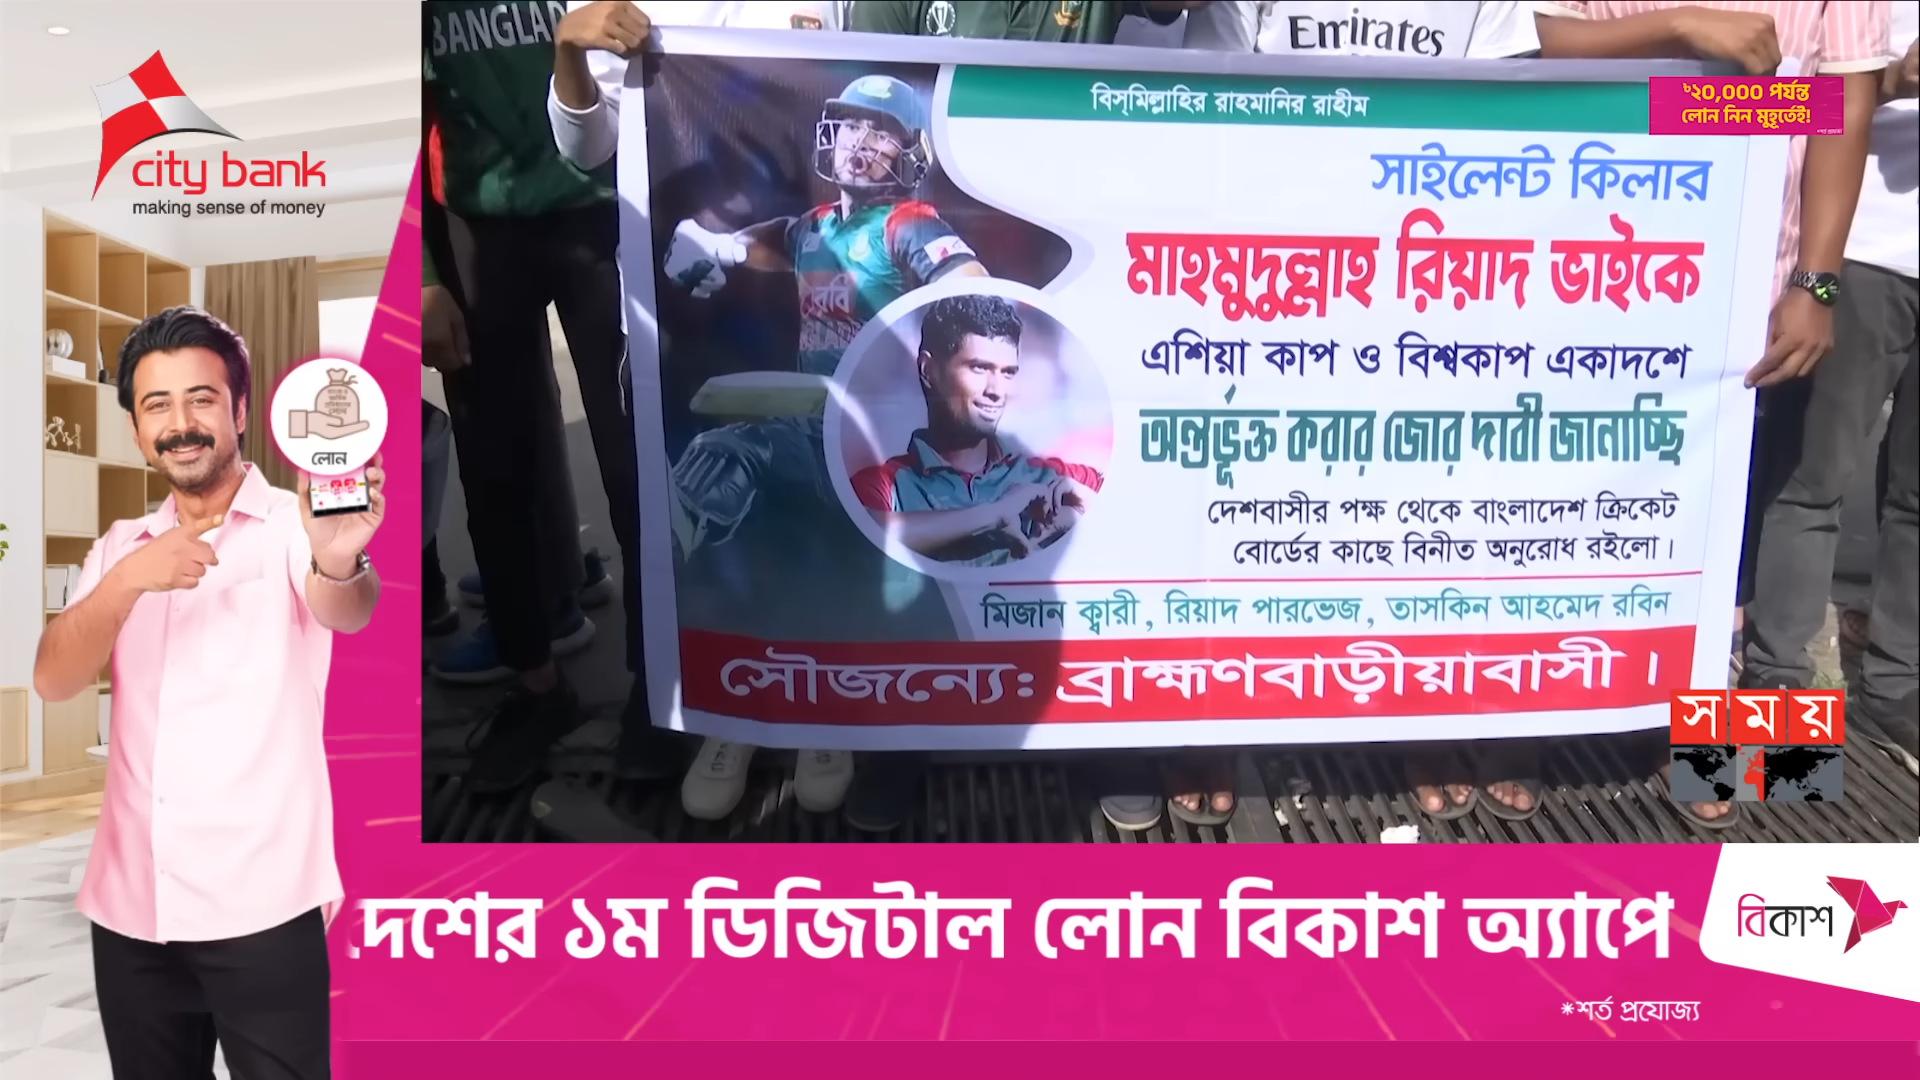 city bank
making sense of money
লোন
BANGLAD
Emirates
৳২০,০০০ পর্যন্ত
লোন নিন মুহূর্তেই!
বিস্‌মিল্লাহির রাহমানির রাহীম
সাইলেন্ট কিলার
মাহমুদুল্লাহ রিয়াদ ভাইকে
এশিয়া কাপ ও বিশ্বকাপ একাদশে
অন্তর্ভূক্ত করার জোর দাবী জানাচ্ছি
দেশবাসীর পক্ষ থেকে বাংলাদেশ ক্রিকেট
বোর্ডের কাছে বিনীত অনুরোধ রইলো।
মিজান ক্বারী, রিয়াদ পারভেজ, তাসকিন আহমেদ রবিন
সৌজন্যেঃ ব্রাহ্মণবাড়ীয়াবাসী।
রবি
সময়
দেশের ১ম ডিজিটাল লোন বিকাশ অ্যাপে
বিকাশ
*শর্ত প্রযোজ্য